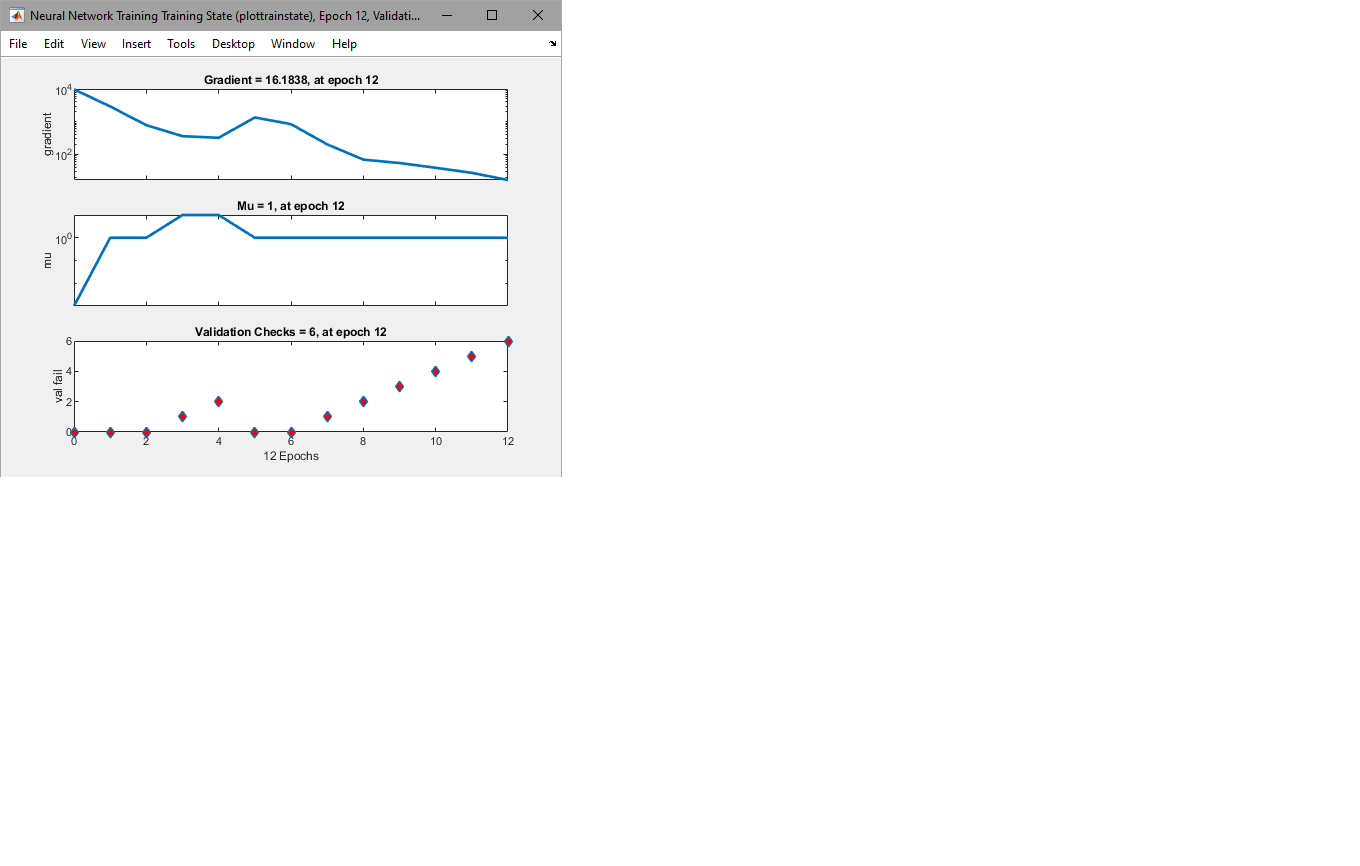 Neural Network Training Training State (plottrainstate), Epoch 12, Validati...
File Edit View Insert Tools Desktop Window Help
Gradient = 16.1838, at epoch 12
10^4
gradient
10^2
Mu = 1, at epoch 12
10^0
mu
Validation Checks = 6, at epoch 12
6
4
val fail
2
0
0 2 4 6 8 10 12
12 Epochs